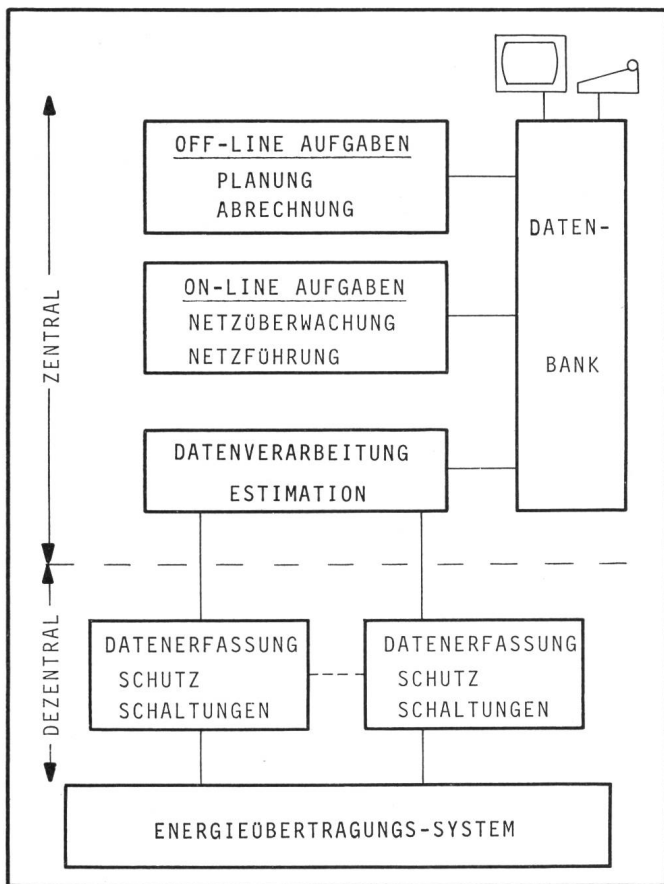 OFF-LINE AUFGABEN
PLANUNG
ABRECHNUNG
DATEN-
BANK
ON-LINE AUFGABEN
NETZÜBERWACHUNG
NETZFÜHRUNG
DATENVERARBEITUNG
ESTIMATION
ZENTRAL
DEZENTRAL
DATENERFASSUNG
SCHUTZ
SCHALTUNGEN
DATENERFASSUNG
SCHUTZ
SCHALTUNGEN
ENERGIEÜBERTRAGUNGS-SYSTEM